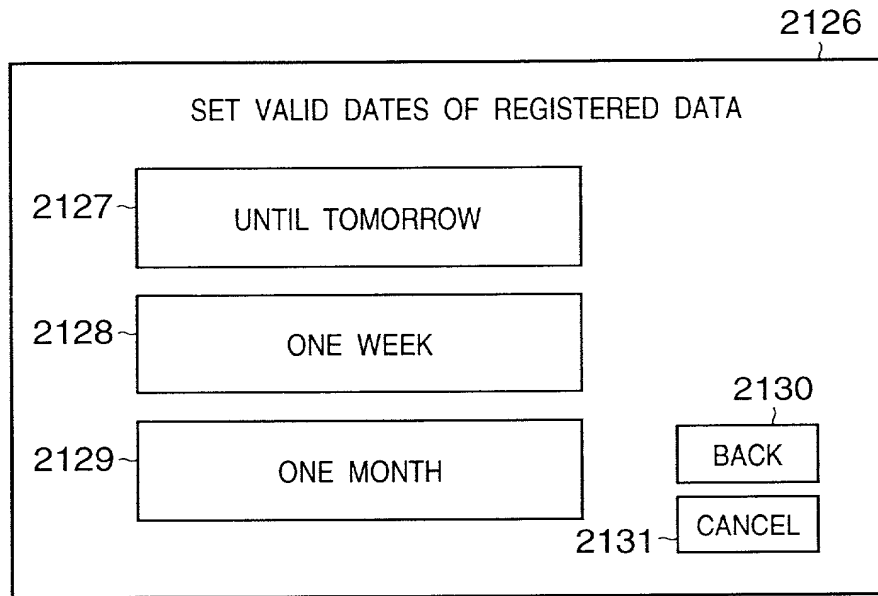 2126
SET VALID DATES OF REGISTERED DATA
2127
UNTIL TOMORROW
2128
ONE WEEK
2129
ONE MONTH
2130
BACK
2131
CANCEL